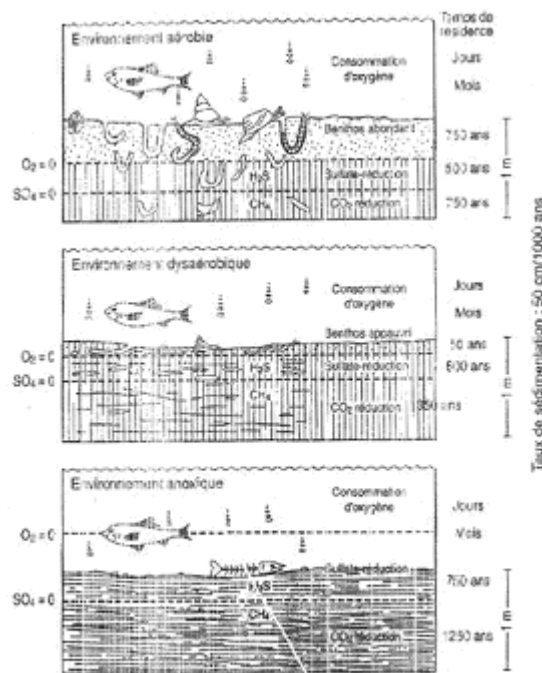 Temps de
résidence
Environnement aérobie
Consommation
d'oxygène
Jours
Mois
Benthos abondant
750 ans
O₂ = 0
H₂S
Sulfate-réduction
500 ans
SO₄ = 0
CH₄
CO₂ réduction
750 ans
1 m
Environnement dysaérobique
Consommation
d'oxygène
Jours
Mois
Benthos appauvri
50 ans
O₂ = 0
H₂S
Sulfate-réduction
600 ans
SO₄ = 0
CH₄
CO₂ réduction
ans
1 m
Environnement anoxique
Consommation
d'oxygène
Jours
O₂ = 0
Mois
Sulfate-réduction
H₂S
750 ans
SO₄ = 0
CH₄
CO₂ réduction
1250 ans
1 m
Taux de sédimentation : 50 cm/1000 ans